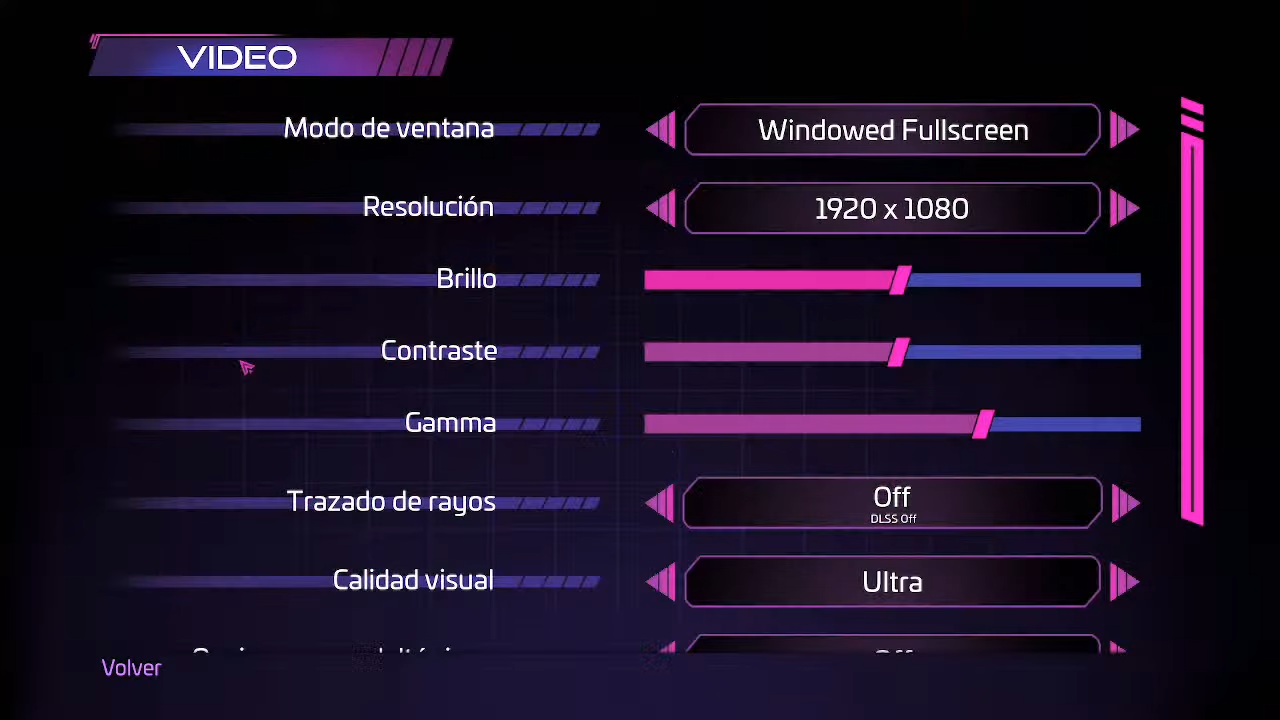 VIDEO
Modo de ventana
Windowed Fullscreen
Resolución
1920 x 1080
Brillo
Contraste
Gamma
Trazado de rayos
Off
DLSS Off
Calidad visual
Ultra
Volver